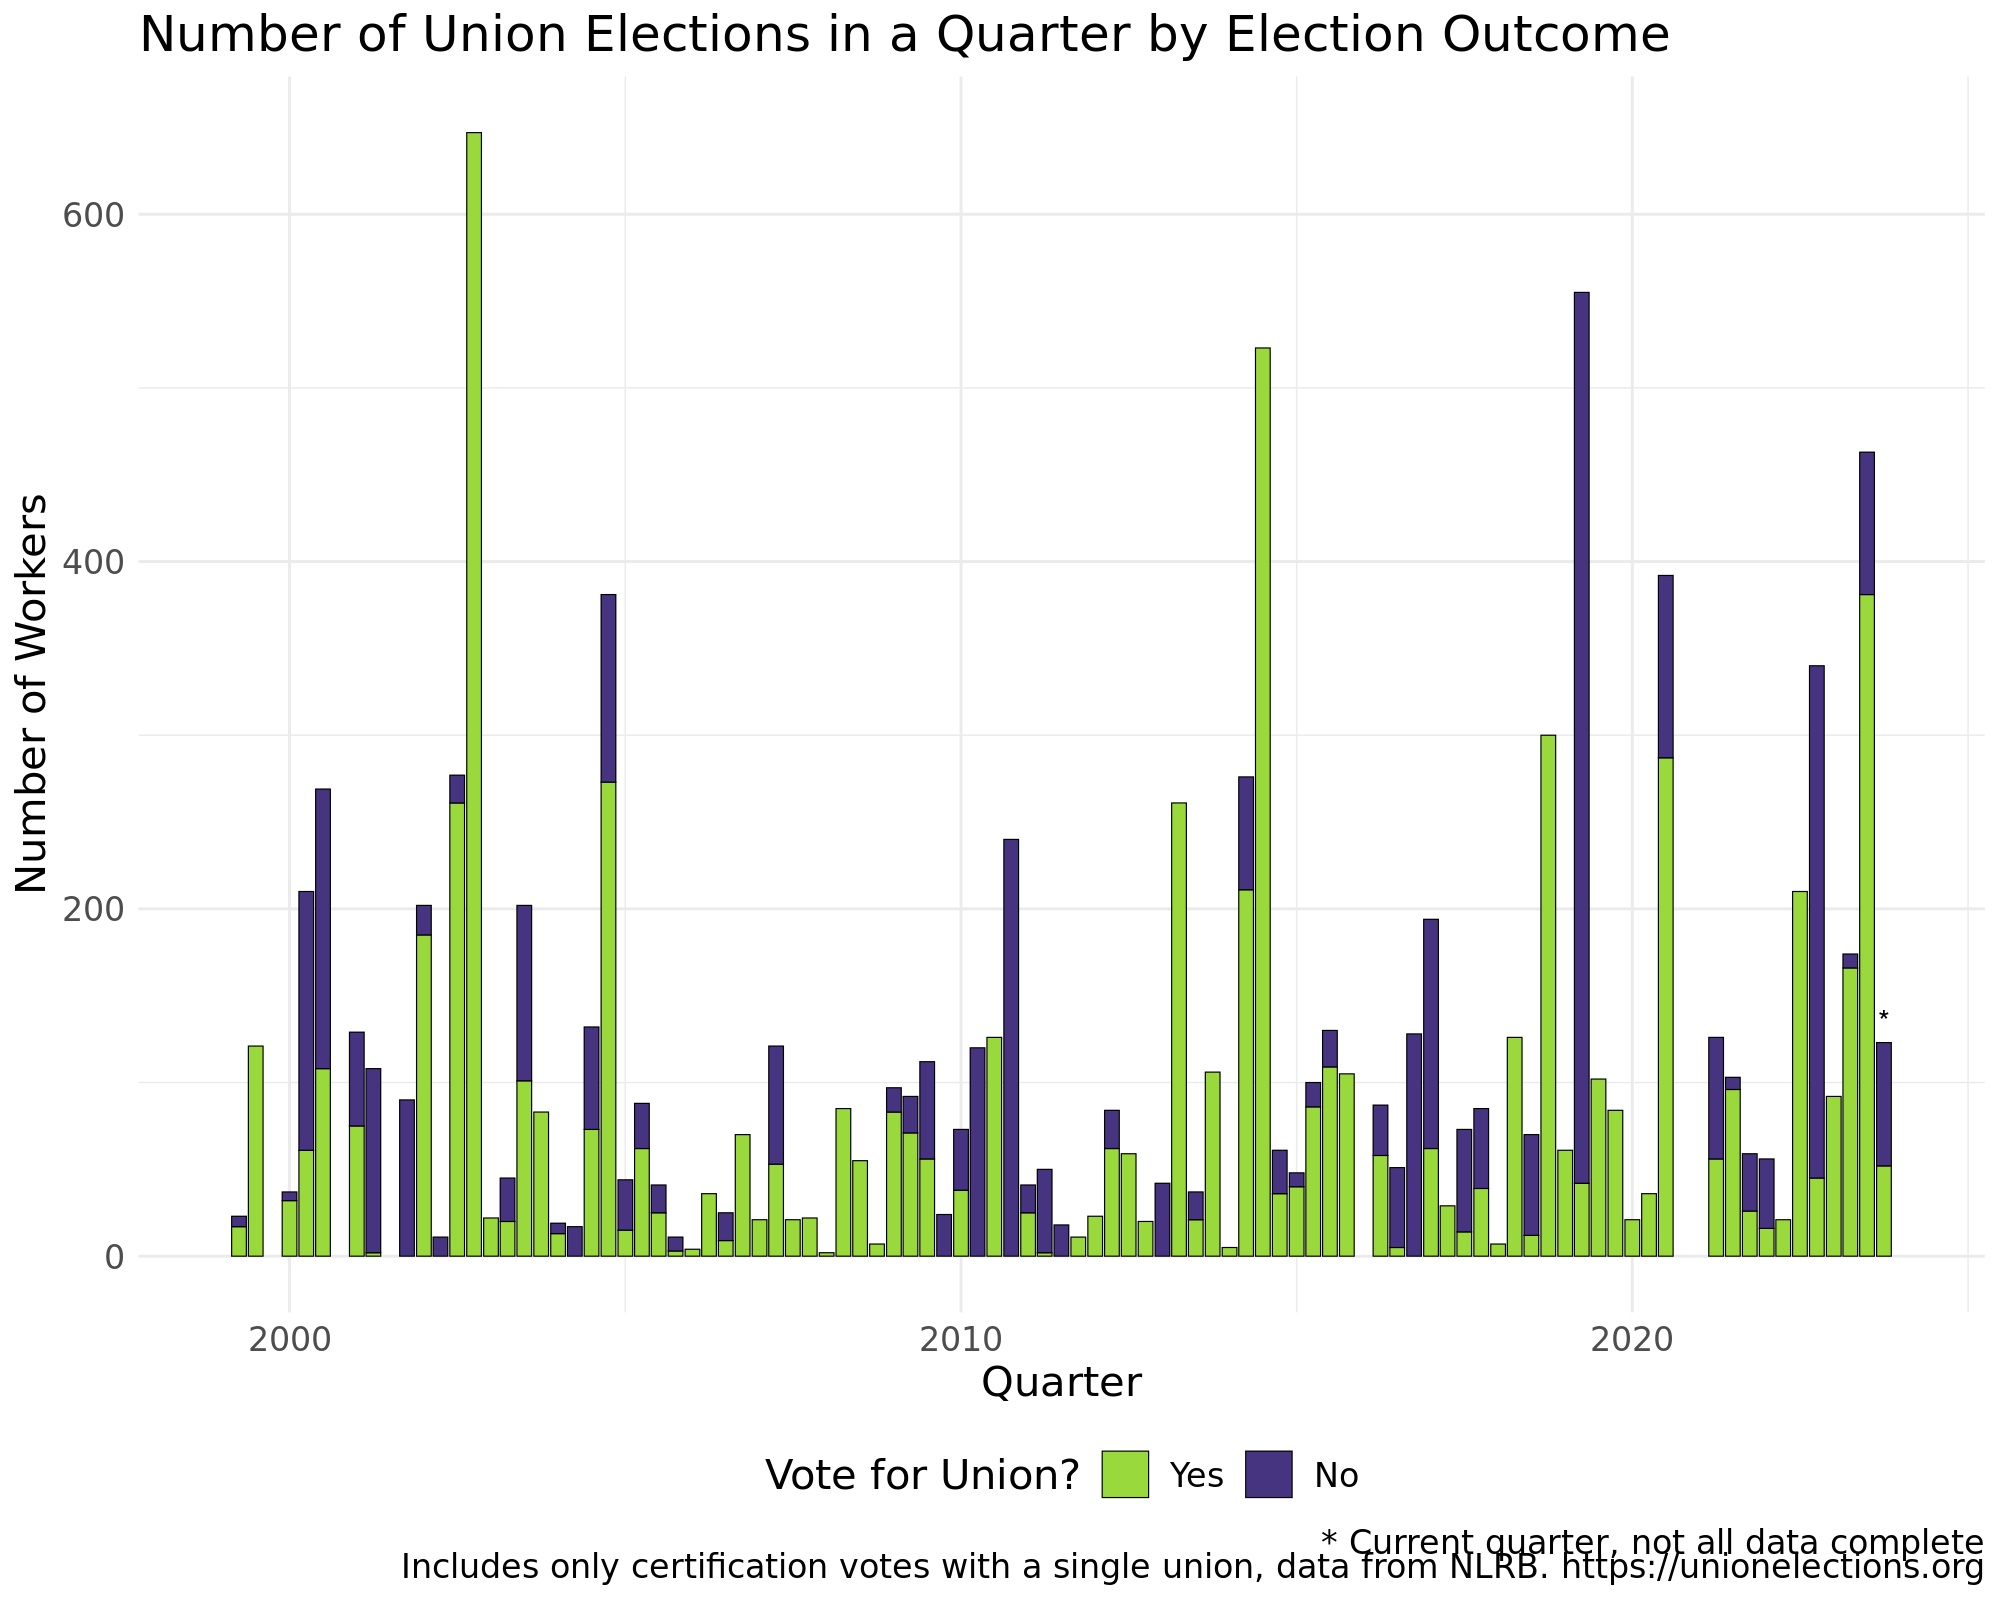 Number of Union Elections in a Quarter by Election Outcome
Number of Workers
600
400
200
0
*
2000
2010
2020
Quarter
Vote for Union?
Yes
No
* Current quarter, not all data complete
Includes only certification votes with a single union, data from NLRB. https://unionelections.org